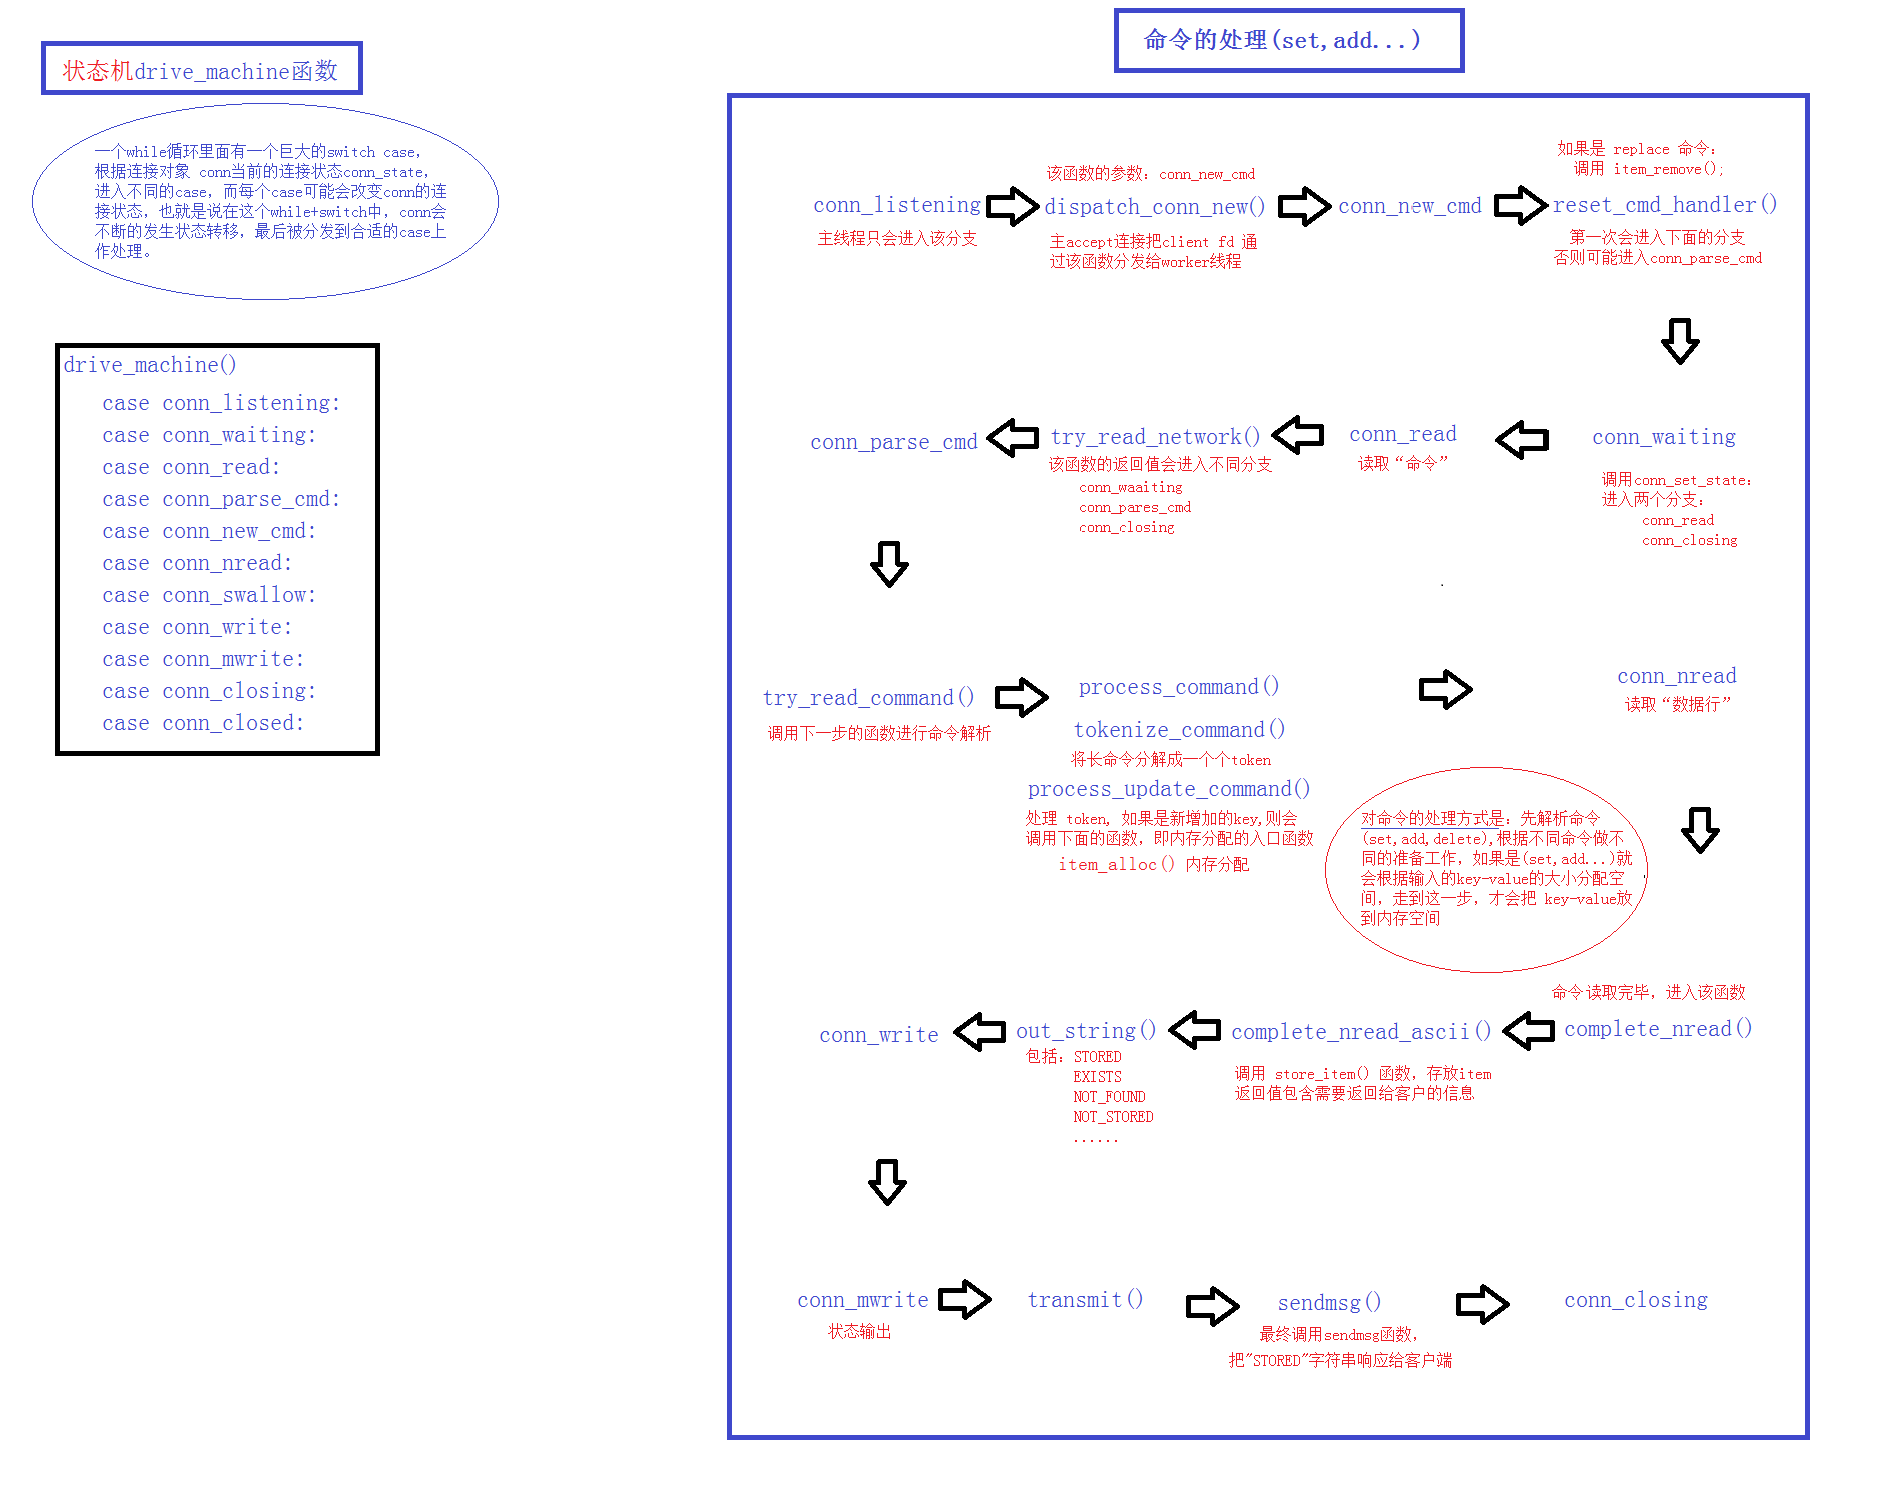 状态机drive_machine函数
一个while循环里面有一个巨大的switch case，
根据连接对象 conn当前的连接状态conn_state，
进入不同的case，而每个case可能会改变conn的连
接状态，也就是说在这个while+switch中，conn会
不断的发生状态转移，最后被分发到合适的case上
作处理。
drive_machine()
case conn_listening:
case conn_waiting:
case conn_read:
case conn_parse_cmd:
case conn_new_cmd:
case conn_nread:
case conn_swallow:
case conn_write:
case conn_mwrite:
case conn_closing:
case conn_closed:
命令的处理(set,add...)
conn_listening
主线程只会进入该分支
该函数的参数：conn_new_cmd
dispatch_conn_new()
主accept连接把client fd 通
过该函数分发给worker线程
conn_new_cmd
如果是 replace 命令：
调用 item_remove();
reset_cmd_handler()
第一次会进入下面的分支
否则可能进入conn_parse_cmd
conn_waiting
调用conn_set_state：
进入两个分支：
conn_read
conn_closing
conn_read
读取“命令”
try_read_network()
该函数的返回值会进入不同分支
conn_waaiting
conn_pares_cmd
conn_closing
conn_parse_cmd
try_read_command()
调用下一步的函数进行命令解析
process_command()
tokenize_command()
将长命令分解成一个个token
process_update_command()
处理 token, 如果是新增加的key,则会
调用下面的函数，即内存分配的入口函数
item_alloc() 内存分配
conn_nread
读取“数据行”
对命令的处理方式是：先解析命令
(set,add,delete),根据不同命令做不
同的准备工作，如果是(set,add...)就
会根据输入的key-value的大小分配空
间，走到这一步，才会把 key-value放
到内存空间
命令读取完毕，进入该函数
complete_nread()
complete_nread_ascii()
调用 store_item() 函数，存放item
返回值包含需要返回给客户的信息
out_string()
包括：STORED
EXISTS
NOT_FOUND
NOT_STORED
......
conn_write
conn_mwrite
状态输出
transmit()
sendmsg()
最终调用sendmsg函数，
把"STORED"字符串响应给客户端
conn_closing